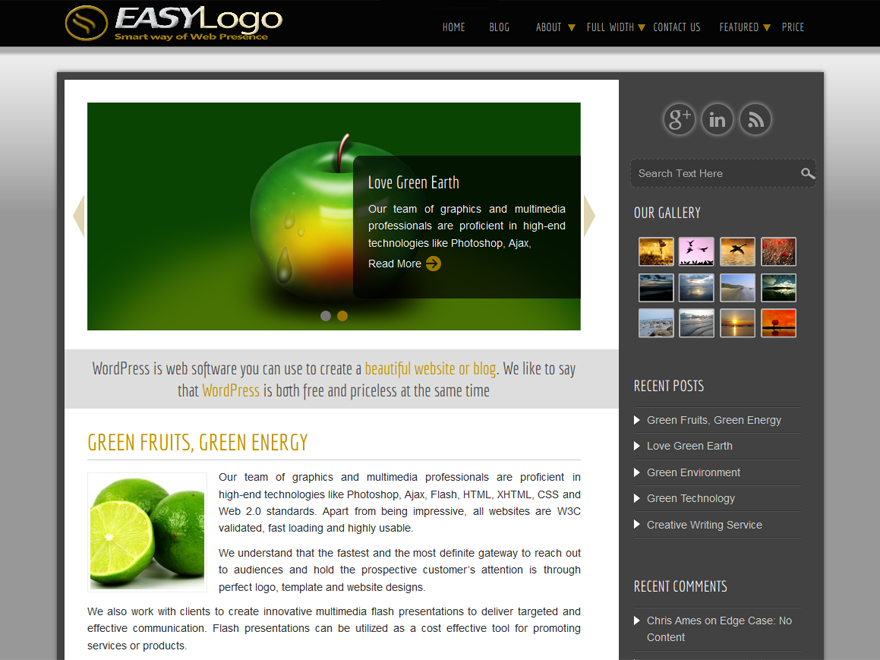 EASYLogo
Smart way of Web Presence
HOME BLOG ABOUT FULL WIDTH CONTACT US FEATURED PRICE
Love Green Earth
Our team of graphics and multimedia
professionals are proficient in high-end
technologies like Photoshop, Ajax,
Read More
WordPress is web software you can use to create a beautiful website or blog. We like to say
that WordPress is both free and priceless at the same time
GREEN FRUITS, GREEN ENERGY
Our team of graphics and multimedia professionals are proficient in
high-end technologies like Photoshop, Ajax, Flash, HTML, XHTML, CSS and
Web 2.0 standards. Apart from being impressive, all websites are W3C
validated, fast loading and highly usable.
We understand that the fastest and the most definite gateway to reach out
to audiences and hold the prospective customer’s attention is through
perfect logo, template and website designs.
We also work with clients to create innovative multimedia flash presentations to deliver targeted and
effective communication. Flash presentations can be utilized as a cost effective tool for promoting
services or products.
g+ in
Search Text Here
OUR GALLERY
RECENT POSTS
Green Fruits, Green Energy
Love Green Earth
Green Environment
Green Technology
Creative Writing Service
RECENT COMMENTS
Chris Ames on Edge Case: No
Content